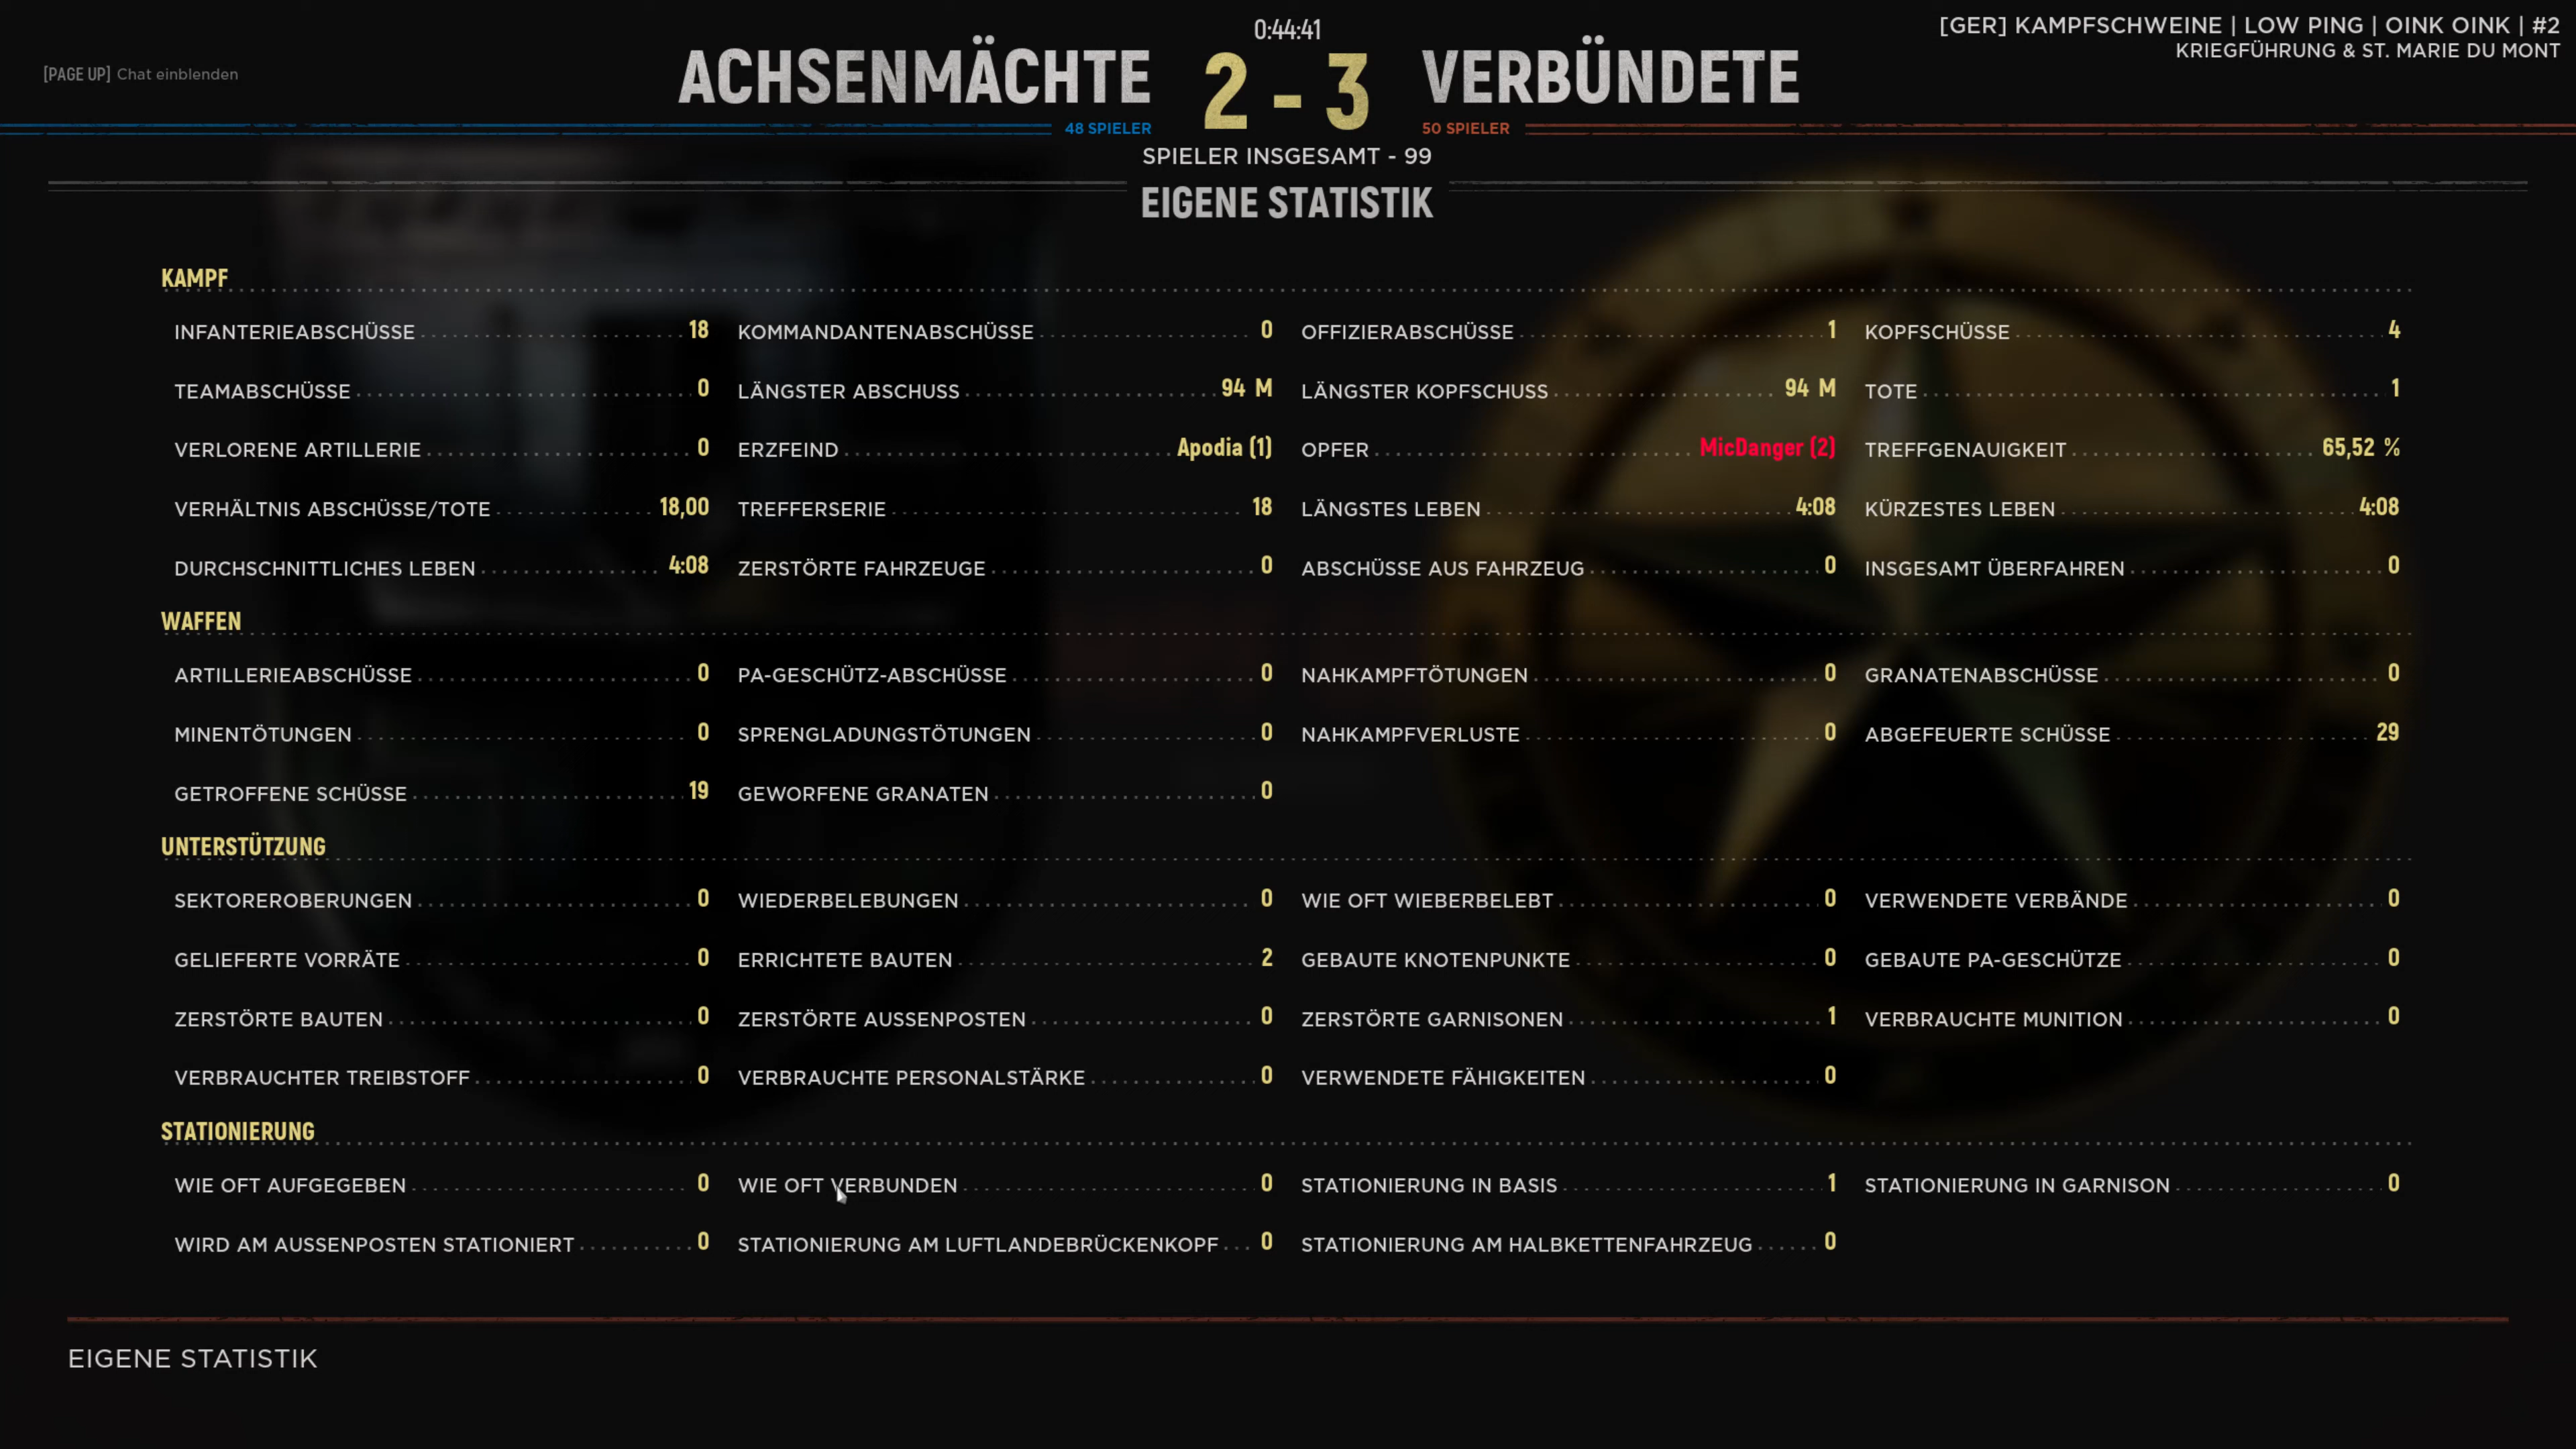 0:44:41
[GER] KAMPFSCHWEINE | LOW PING | OINK OINK | #2
KRIEGFÜHRUNG & ST. MARIE DU MONT
[PAGE UP] Chat einblenden
ACHSENMÄCHTE 2 - 3 VERBÜNDETE
48 SPIELER 50 SPIELER
SPIELER INSGESAMT - 99
EIGENE STATISTIK
KAMPF
INFANTERIEABSCHÜSSE 18 KOMMANDANTENABSCHÜSSE 0 OFFIZIERABSCHÜSSE 1 KOPFSCHÜSSE 4
TEAMABSCHÜSSE 0 LÄNGSTER ABSCHUSS 94 M LÄNGSTER KOPFSCHUSS 94 M TOTE 1
VERLORENE ARTILLERIE 0 ERZFEIND Apodia (1) OPFER MicDanger (2) TREFFGENAUIGKEIT 65,52 %
VERHÄLTNIS ABSCHÜSSE/TOTE 18,00 TREFFERSERIE 18 LÄNGSTES LEBEN 4:08 KÜRZESTES LEBEN 4:08
DURCHSCHNITTLICHES LEBEN 4:08 ZERSTÖRTE FAHRZEUGE 0 ABSCHÜSSE AUS FAHRZEUG 0 INSGESAMT ÜBERFAHREN 0
WAFFEN
ARTILLERIEABSCHÜSSE 0 PA-GESCHÜTZ-ABSCHÜSSE 0 NAHKAMPFTÖTUNGEN 0 GRANATENABSCHÜSSE 0
MINENTÖTUNGEN 0 SPRENGLADUNGSTÖTUNGEN 0 NAHKAMPFVERLUSTE 0 ABGEFEUERTE SCHÜSSE 29
GETROFFENE SCHÜSSE 19 GEWORFENE GRANATEN 0
UNTERSTÜTZUNG
SEKTOREROBERUNGEN 0 WIEDERBELEBUNGEN 0 WIE OFT WIEBERBELEBT 0 VERWENDETE VERBÄNDE 0
GELIEFERTE VORRÄTE 0 ERRICHTETE BAUTEN 2 GEBAUTE KNOTENPUNKTE 0 GEBAUTE PA-GESCHÜTZE 0
ZERSTÖRTE BAUTEN 0 ZERSTÖRTE AUSSENPOSTEN 0 ZERSTÖRTE GARNISONEN 1 VERBRAUCHTE MUNITION 0
VERBRAUCHTER TREIBSTOFF 0 VERBRAUCHTE PERSONALSTÄRKE 0 VERWENDETE FÄHIGKEITEN 0
STATIONIERUNG
WIE OFT AUFGEGEBEN 0 WIE OFT VERBUNDEN 0 STATIONIERUNG IN BASIS 1 STATIONIERUNG IN GARNISON 0
WIRD AM AUSSENPOSTEN STATIONIERT 0 STATIONIERUNG AM LUFTLANDEBRÜCKENKOPF 0 STATIONIERUNG AM HALBKETTENFAHRZEUG 0
EIGENE STATISTIK